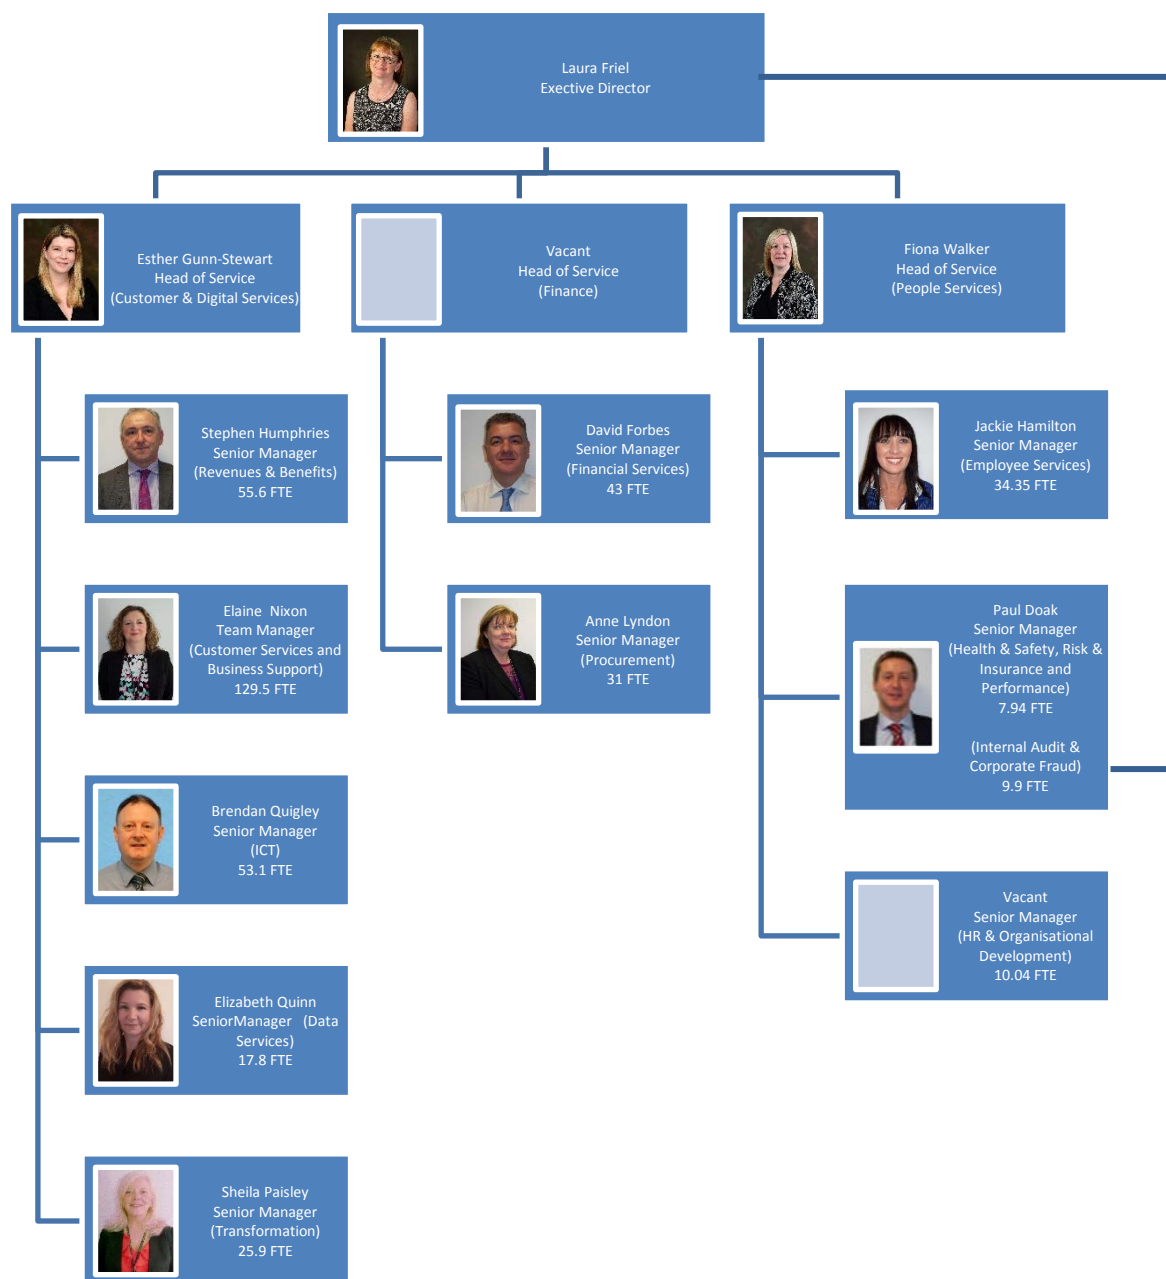 Laura Friel
Exective Director
Esther Gunn-Stewart
Head of Service
(Customer & Digital Services)
Vacant
Head of Service
(Finance)
Fiona Walker
Head of Service
(People Services)
Stephen Humphries
Senior Manager
(Revenues & Benefits)
55.6 FTE
David Forbes
Senior Manager
(Financial Services)
43 FTE
Jackie Hamilton
Senior Manager
(Employee Services)
34.35 FTE
Elaine  Nixon
Team Manager
(Customer Services and
Business Support)
129.5 FTE
Anne Lyndon
Senior Manager
(Procurement)
31 FTE
Paul Doak
Senior Manager
(Health & Safety, Risk &
Insurance and
Performance)
7.94 FTE
(Internal Audit &
Corporate Fraud)
9.9 FTE
Brendan Quigley
Senior Manager
(ICT)
53.1 FTE
Vacant
Senior Manager
(HR & Organisational
Development)
10.04 FTE
Elizabeth Quinn
SeniorManager   (Data
Services)
17.8 FTE
Sheila Paisley
Senior Manager
(Transformation)
25.9 FTE